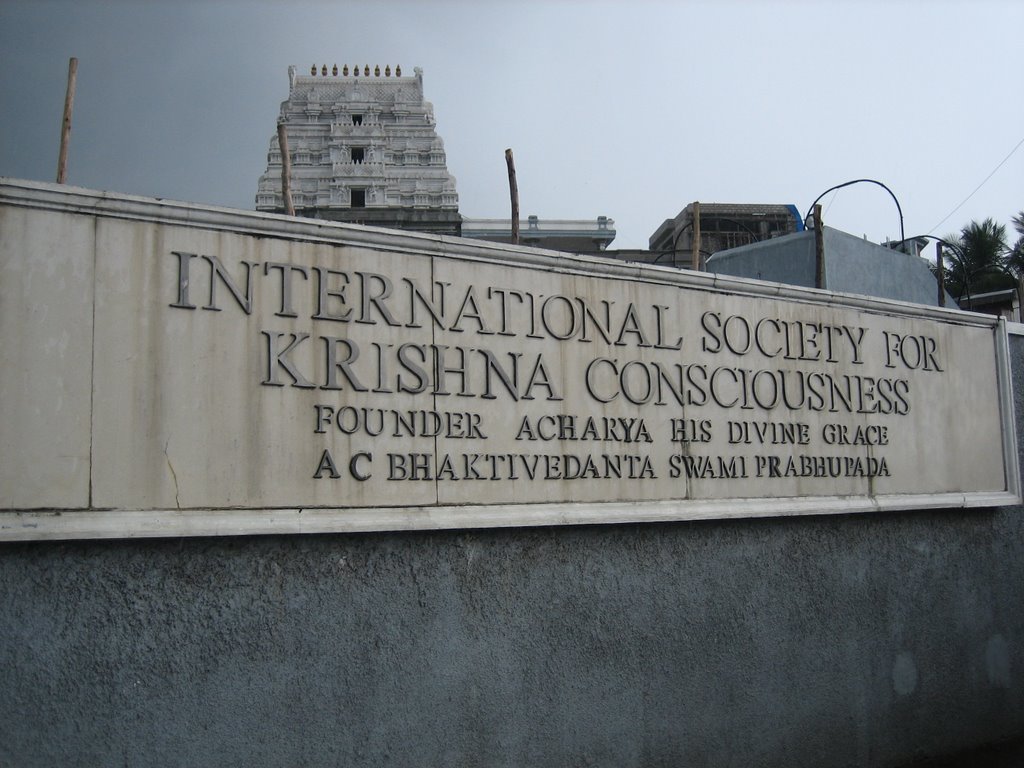 INTERNATIONAL SOCIETY FOR
KRISHNA CONSCIOUSNESS
FOUNDER ACHARYA HIS DIVINE GRACE
A C BHAKTIVEDANTA SWAMI PRABHUPADA